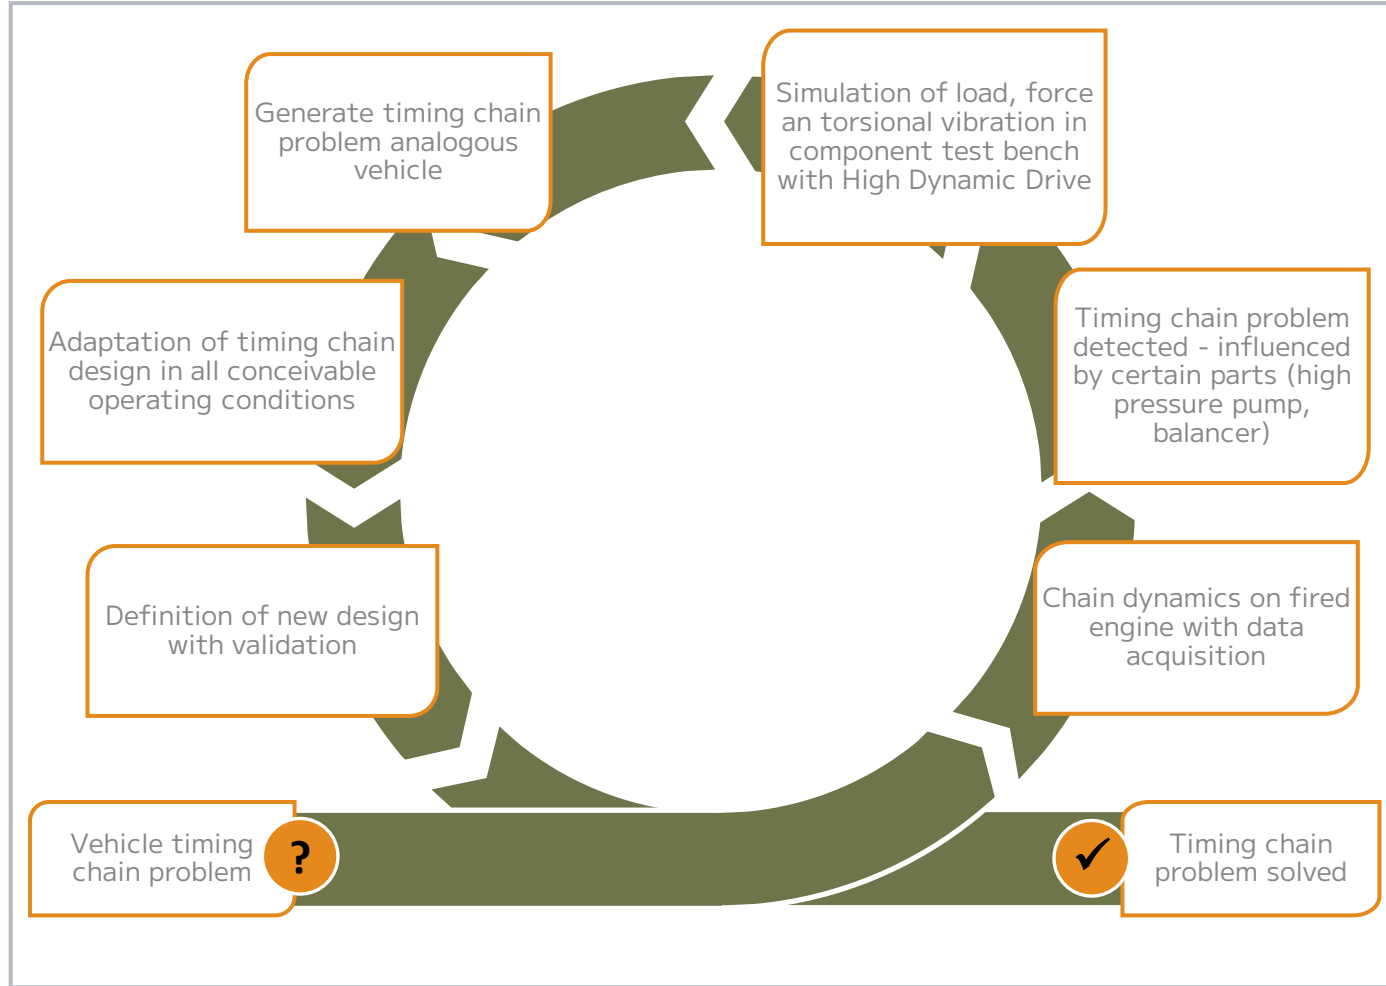 Generate timing chain
problem analogous
vehicle
Simulation of load, force
an torsional vibration in
component test bench
with High Dynamic Drive
Adaptation of timing chain
design in all conceivable
operating conditions
Timing chain problem
detected - influenced
by certain parts (high
pressure pump,
balancer)
Definition of new design
with validation
Chain dynamics on fired
engine with data
acquisition
Vehicle timing
chain problem
?
Timing chain
problem solved